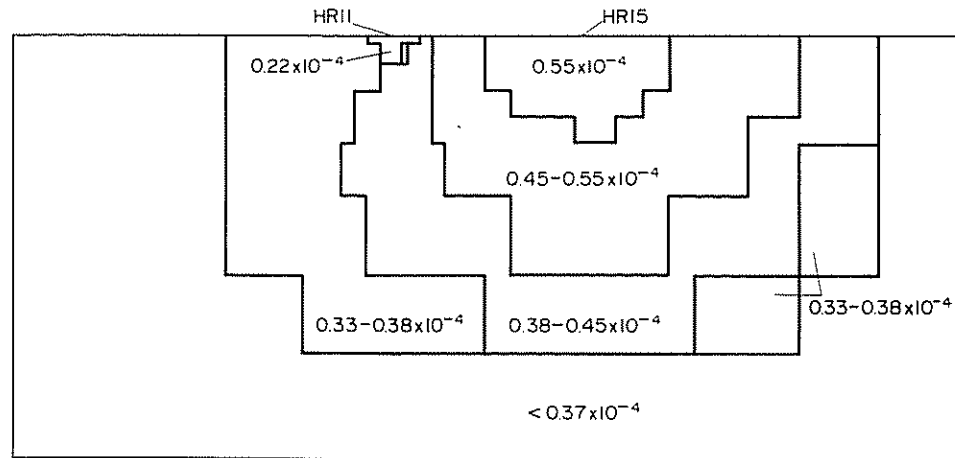 HR11
HR15
0.22x10⁻⁴
0.55x10⁻⁴
0.45-0.55x10⁻⁴
0.33-0.38x10⁻⁴
0.38-0.45x10⁻⁴
0.33-0.38x10⁻⁴
<0.37x10⁻⁴